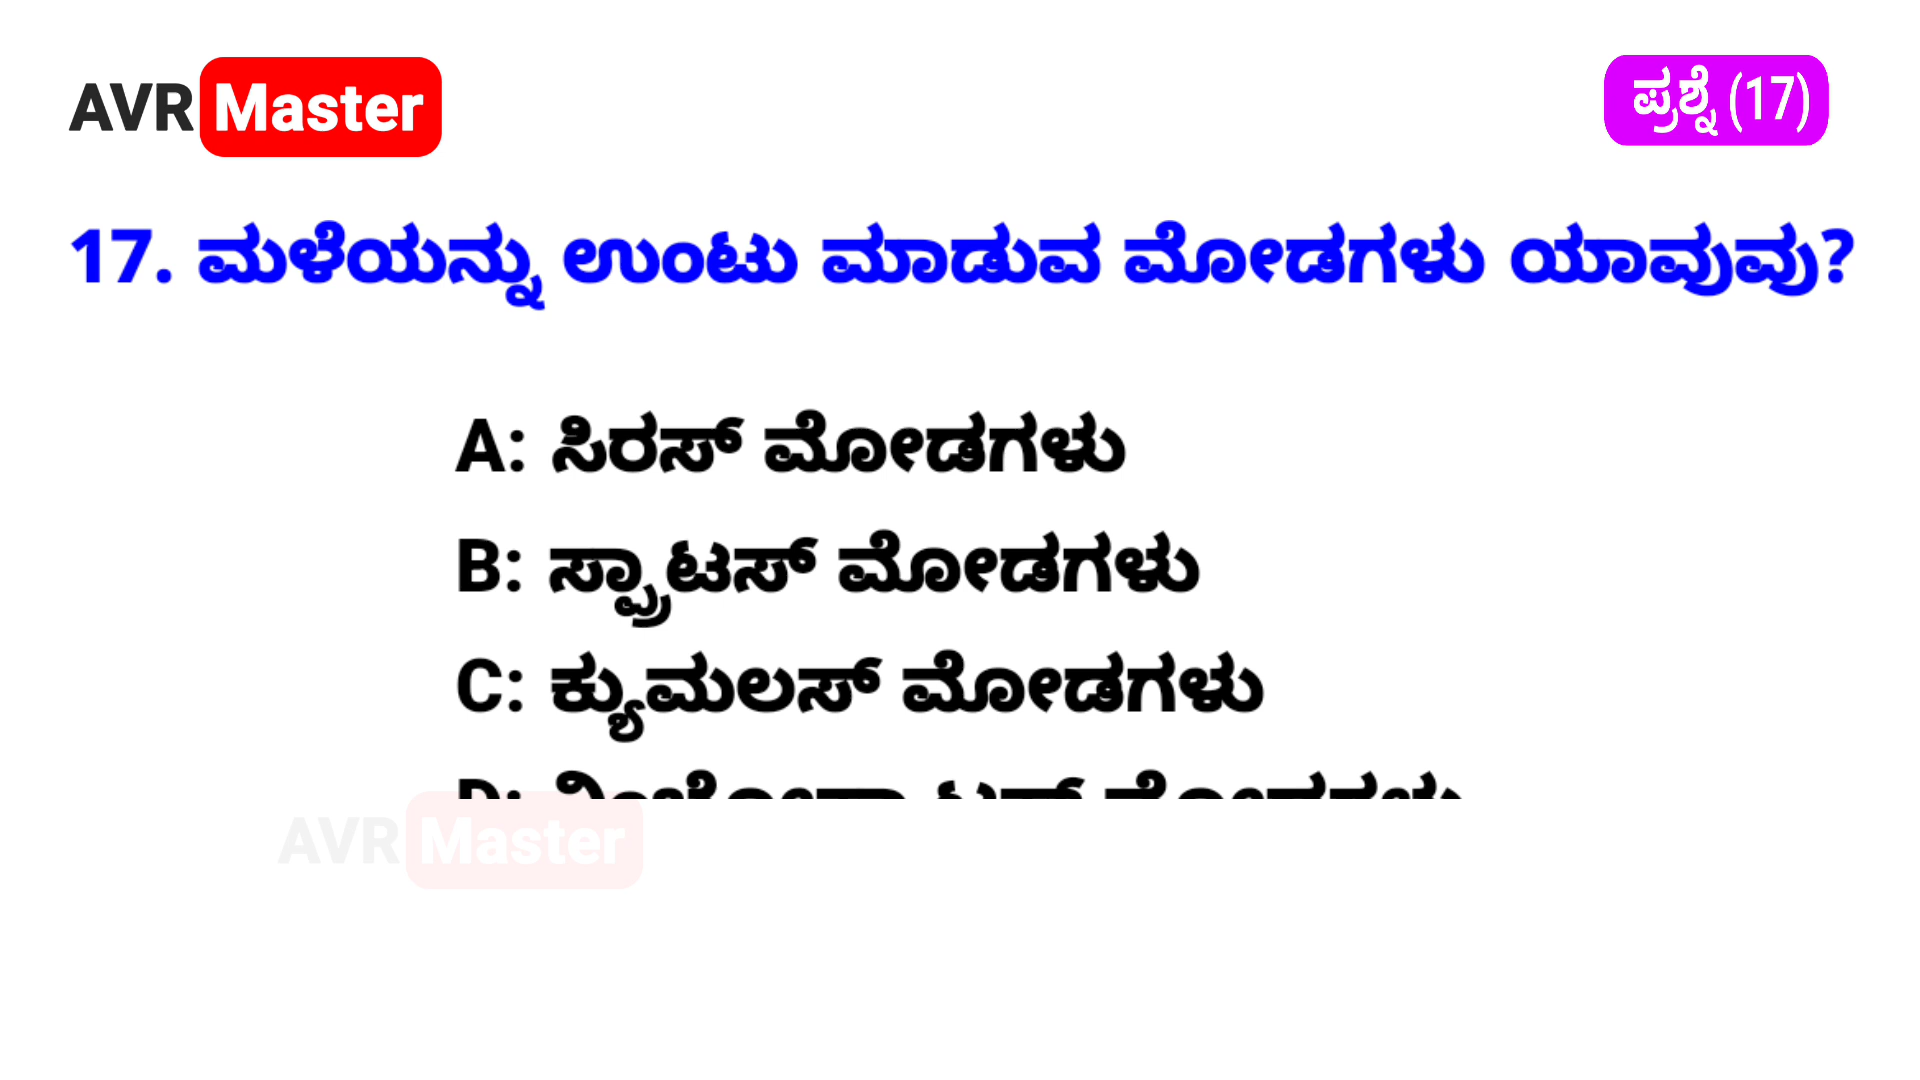 AVR Master
ಪ್ರಶ್ನೆ (17)
17. ಮಳೆಯನ್ನು ಉಂಟು ಮಾಡುವ ಮೋಡಗಳು ಯಾವುವು?
A: ಸಿರಸ್ ಮೋಡಗಳು
B: ಸ್ಪ್ರಾಟಸ್ ಮೋಡಗಳು
C: ಕ್ಯುಮಲಸ್ ಮೋಡಗಳು
AVR Master